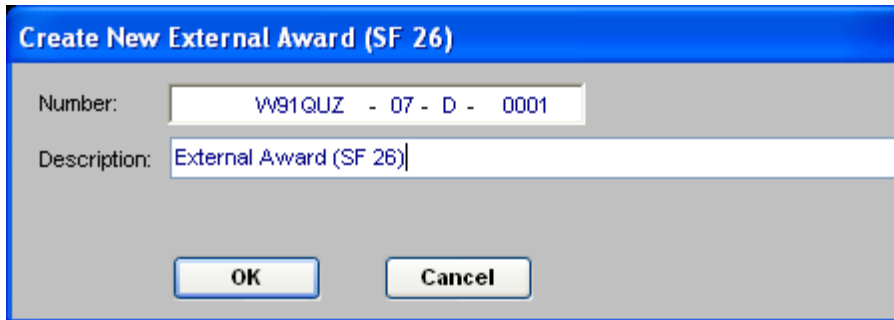 Create New External Award (SF 26)
Number: W91QUZ - 07 - D - 0001
Description: External Award (SF 26)
OK Cancel